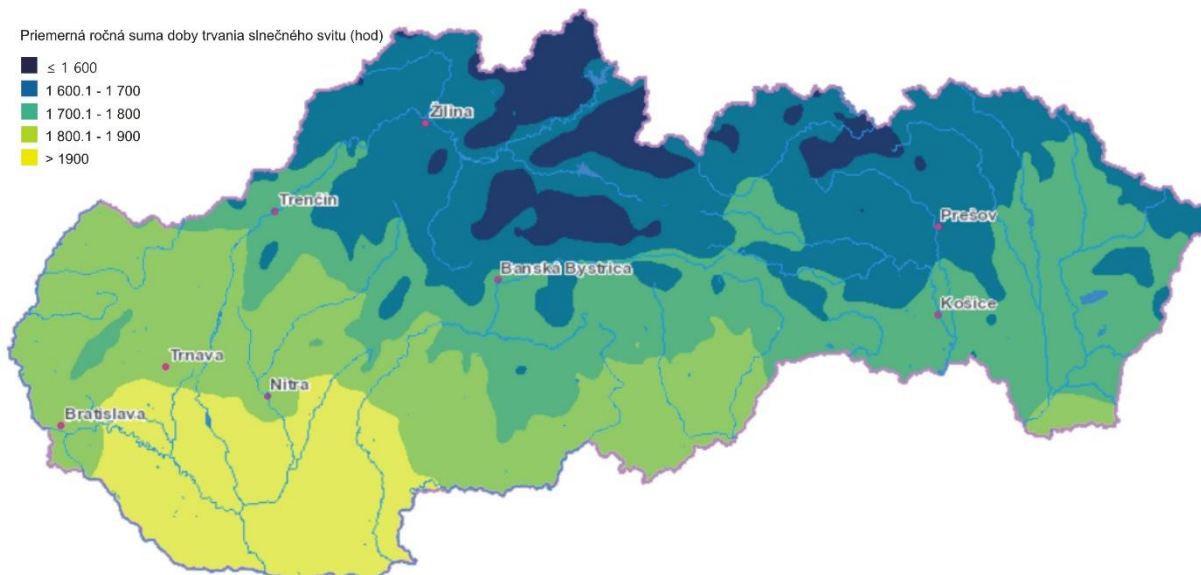 Priemerná ročná suma doby trvania slnečného svitu (hod)
≤ 1 600
1 600.1 - 1 700
1 700.1 - 1 800
1 800.1 - 1 900
> 1900
Žilina
Trenčín
Prešov
Banská Bystrica
Košice
Trnava
Nitra
Bratislava